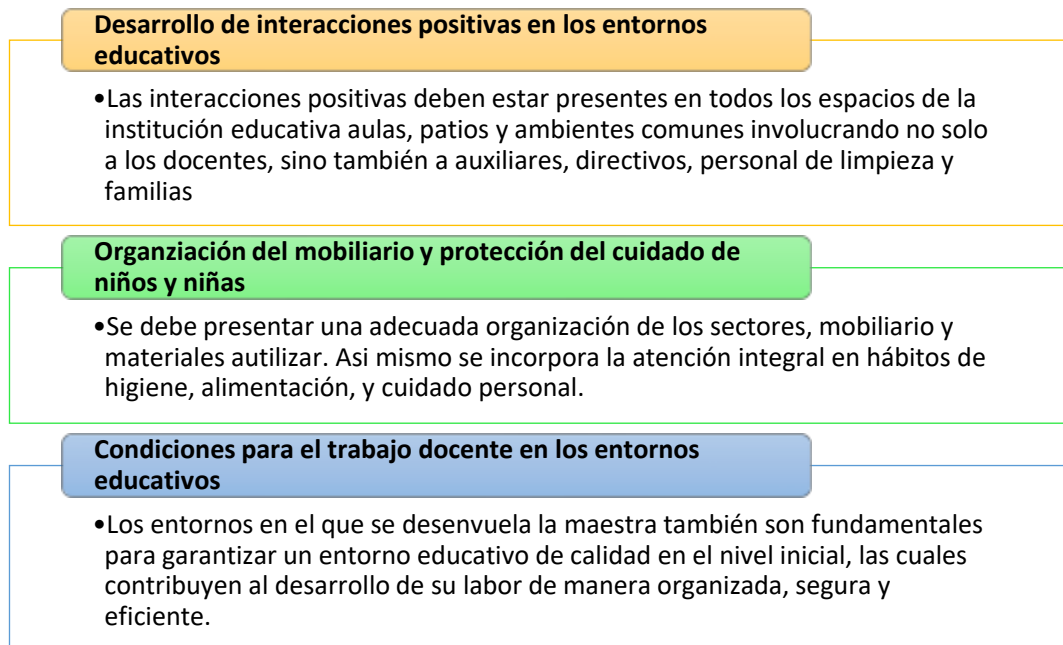 Desarrollo de interacciones positivas en los entornos
educativos
•Las interacciones positivas deben estar presentes en todos los espacios de la
institución educativa aulas, patios y ambientes comunes involucrando no solo
a los docentes, sino también a auxiliares, directivos, personal de limpieza y
familias
Organziación del mobiliario y protección del cuidado de
niños y niñas
•Se debe presentar una adecuada organización de los sectores, mobiliario y
materiales autilizar. Asi mismo se incorpora la atención integral en hábitos de
higiene, alimentación, y cuidado personal.
Condiciones para el trabajo docente en los entornos
educativos
•Los entornos en el que se desenvuela la maestra también son fundamentales
para garantizar un entorno educativo de calidad en el nivel inicial, las cuales
contribuyen al desarrollo de su labor de manera organizada, segura y
eficiente.